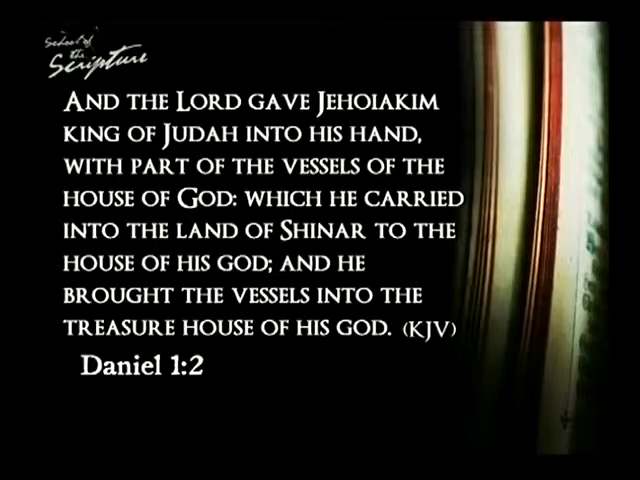 School of
the
Scripture
And the Lord gave Jehoiakim
king of Judah into his hand,
with part of the vessels of the
house of God: which he carried
into the land of Shinar to the
house of his god; and he
brought the vessels into the
treasure house of his god. (KJV)
Daniel 1:2